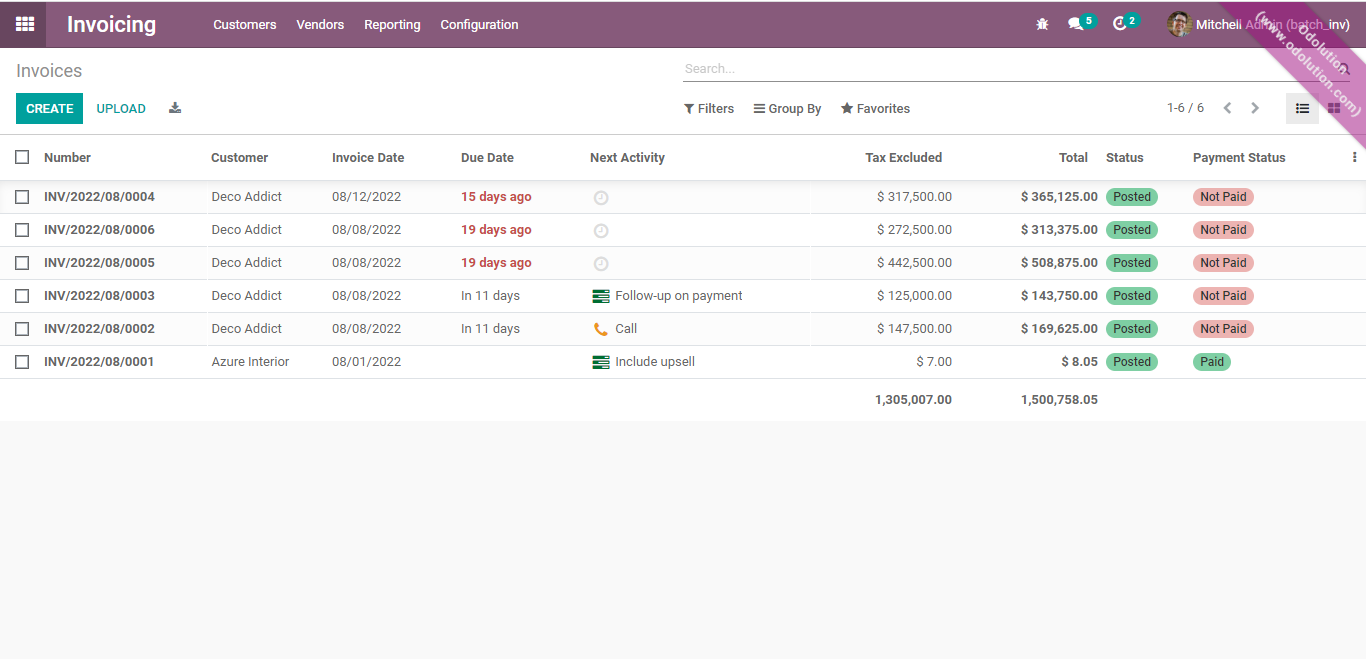 Invoicing Customers Vendors Reporting Configuration 5 2 Mitchell Admin (batch_inv)
Odolution
(www.odolution.com)
Invoices Search...
CREATE UPLOAD Filters Group By Favorites 1-6 / 6
Number Customer Invoice Date Due Date Next Activity Tax Excluded Total Status Payment Status
INV/2022/08/0004 Deco Addict 08/12/2022 15 days ago $ 317,500.00 $ 365,125.00 Posted Not Paid
INV/2022/08/0006 Deco Addict 08/08/2022 19 days ago $ 272,500.00 $ 313,375.00 Posted Not Paid
INV/2022/08/0005 Deco Addict 08/08/2022 19 days ago $ 442,500.00 $ 508,875.00 Posted Not Paid
INV/2022/08/0003 Deco Addict 08/08/2022 In 11 days Follow-up on payment $ 125,000.00 $ 143,750.00 Posted Not Paid
INV/2022/08/0002 Deco Addict 08/08/2022 In 11 days Call $ 147,500.00 $ 169,625.00 Posted Not Paid
INV/2022/08/0001 Azure Interior 08/01/2022 Include upsell $ 7.00 $ 8.05 Posted Paid
1,305,007.00 1,500,758.05